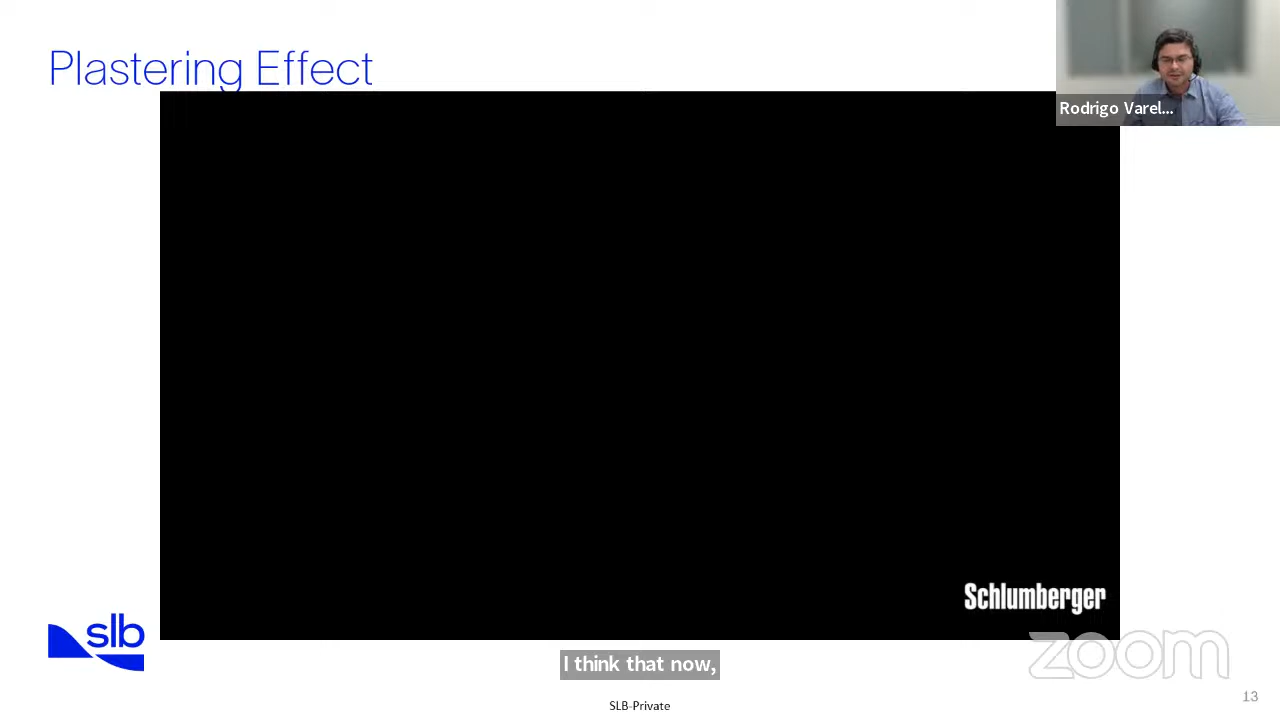 Plastering Effect
Rodrigo Varel...
Schlumberger
slb
I think that now,
zoom
SLB-Private
13